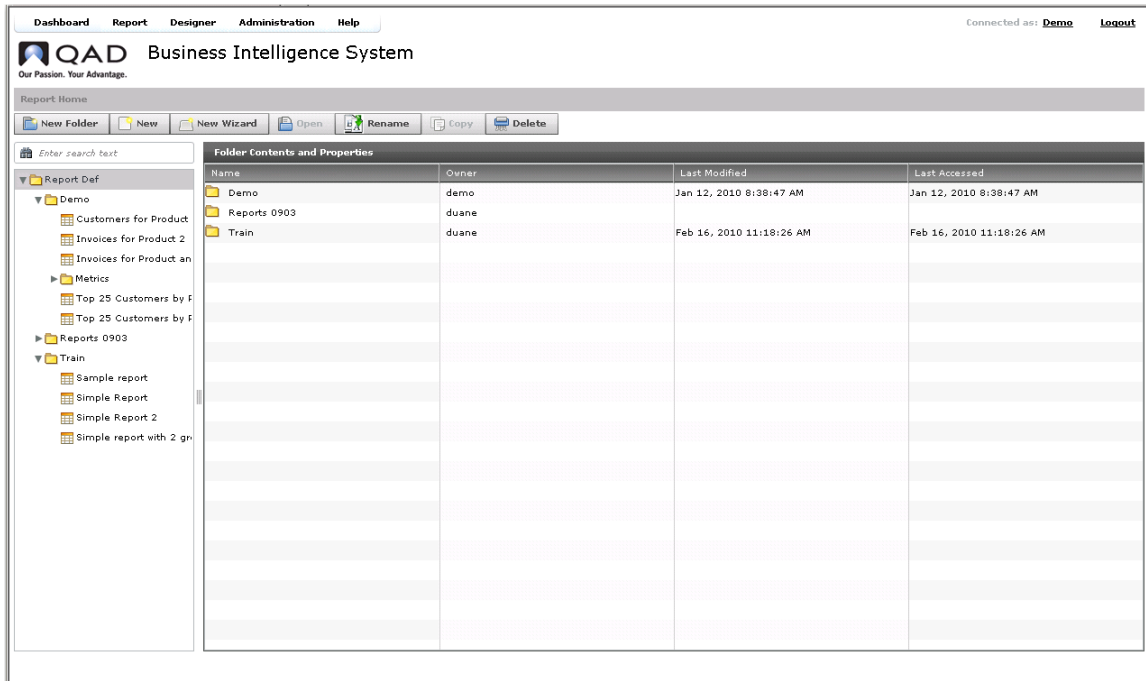 Dashboard Report Designer Administration Help Connected as: Demo Logout
QAD Business Intelligence System
Our Passion. Your Advantage.
Report Home
New Folder New New Wizard Open Rename Copy Delete
Enter search text
Folder Contents and Properties
Name Owner Last Modified Last Accessed
Demo demo Jan 12, 2010 8:38:47 AM Jan 12, 2010 8:38:47 AM
Reports 0903 duane
Train duane Feb 16, 2010 11:18:26 AM Feb 16, 2010 11:18:26 AM
Report Def
Demo
Customers for Product
Invoices for Product 2
Invoices for Product an
Metrics
Top 25 Customers by
Top 25 Customers by
Reports 0903
Train
Sample report
Simple Report
Simple Report 2
Simple report with 2